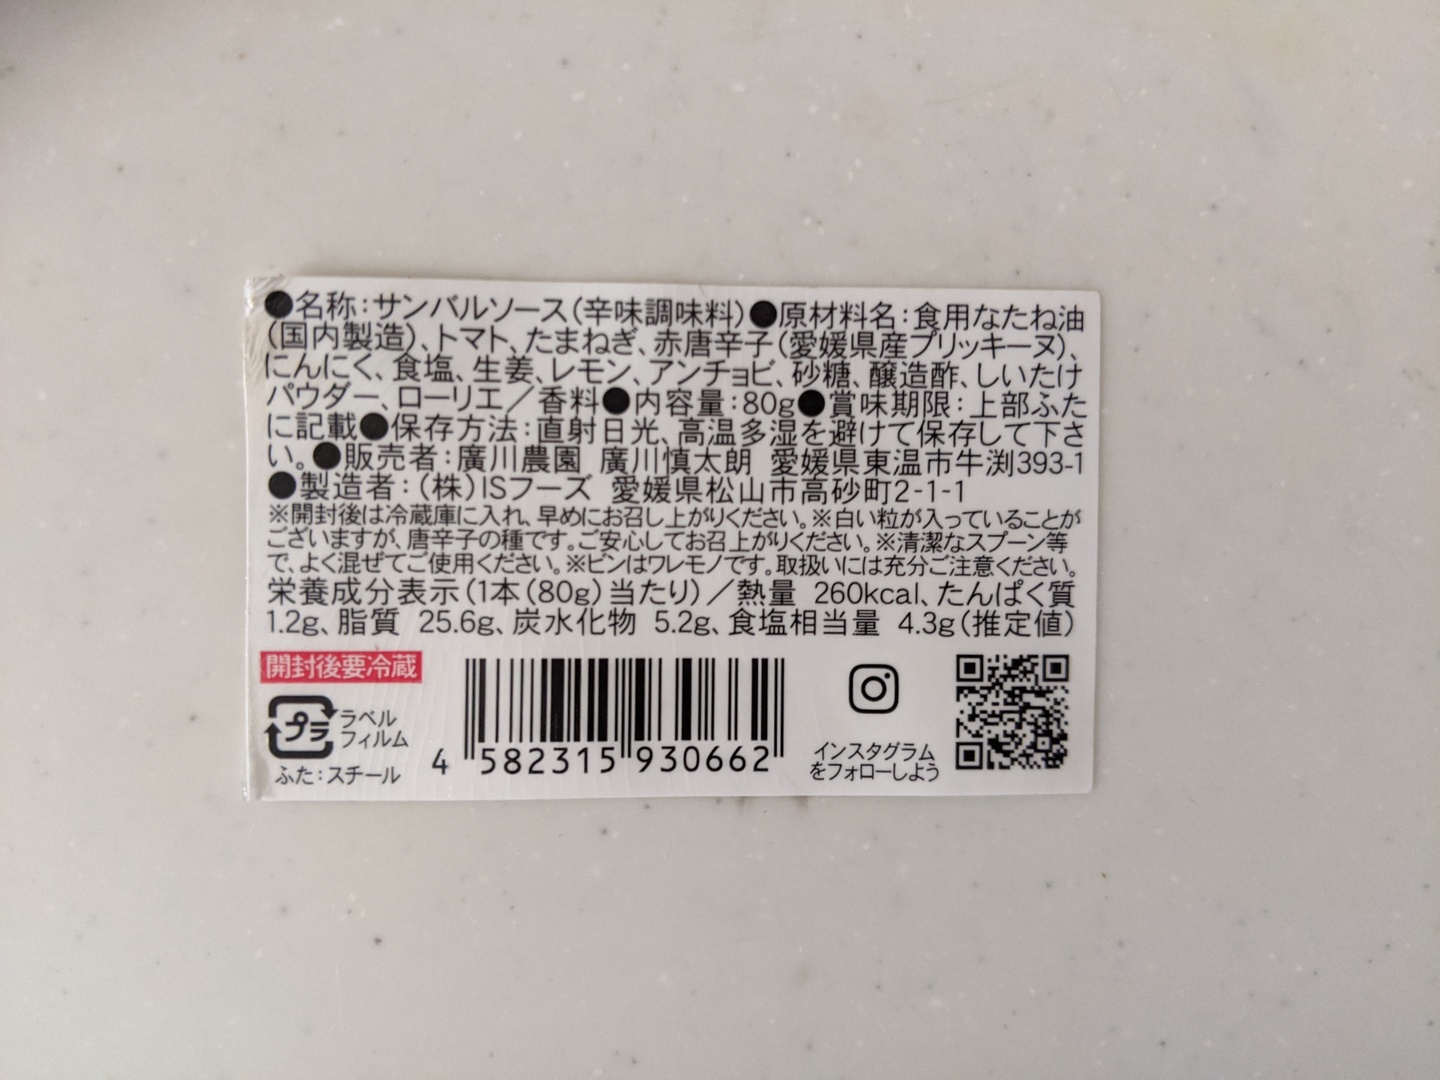 ●名称:サンバルソース(辛味調味料)●原材料名:食用なたね油
(国内製造)、トマト、たまねぎ、赤唐辛子(愛媛県産プリッキーヌ)、
にんにく、食塩、生姜、レモン、アンチョビ、砂糖、醸造酢、しいたけ
パウダー、ローリエ／香料●内容量:80g●賞味期限:上部ふた
に記載●保存方法:直射日光、高温多湿を避けて保存して下さ
い。●販売者:廣川農園 廣川慎太朗 愛媛県東温市牛渕393-1
●製造者:(株)ISフーズ 愛媛県松山市高砂町2-1-1
※開封後は冷蔵庫に入れ、早めにお召し上がりください。※白い粒が入っていることが
ございますが、唐辛子の種です。ご安心してお召上がりください。※清潔なスプーン等
で、よく混ぜてご使用ください。※ビンはワレモノです。取扱いには充分ご注意ください。
栄養成分表示(1本(80g)当たり)／熱量 260kcal、たんぱく質
1.2g、脂質 25.6g、炭水化物 5.2g、食塩相当量 4.3g(推定値)
開封後要冷蔵
プラ ラベル
フィルム
ふた:スチール
4 582315 930662
インスタグラム
をフォローしよう